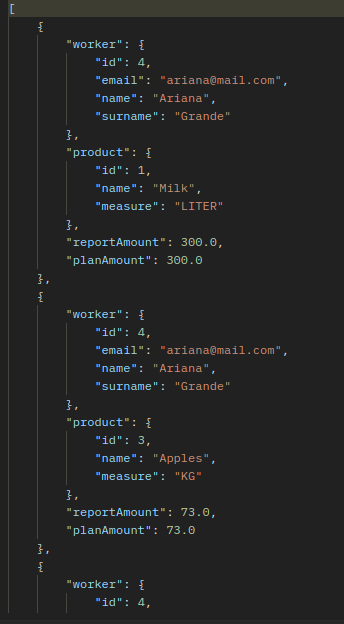 [
    {
        "worker": {
            "id": 4,
            "email": "ariana@mail.com",
            "name": "Ariana",
            "surname": "Grande"
        },
        "product": {
            "id": 1,
            "name": "Milk",
            "measure": "LITER"
        },
        "reportAmount": 300.0,
        "planAmount": 300.0
    },
    {
        "worker": {
            "id": 4,
            "email": "ariana@mail.com",
            "name": "Ariana",
            "surname": "Grande"
        },
        "product": {
            "id": 3,
            "name": "Apples",
            "measure": "KG"
        },
        "reportAmount": 73.0,
        "planAmount": 73.0
    },
    {
        "worker": {
            "id": 4,